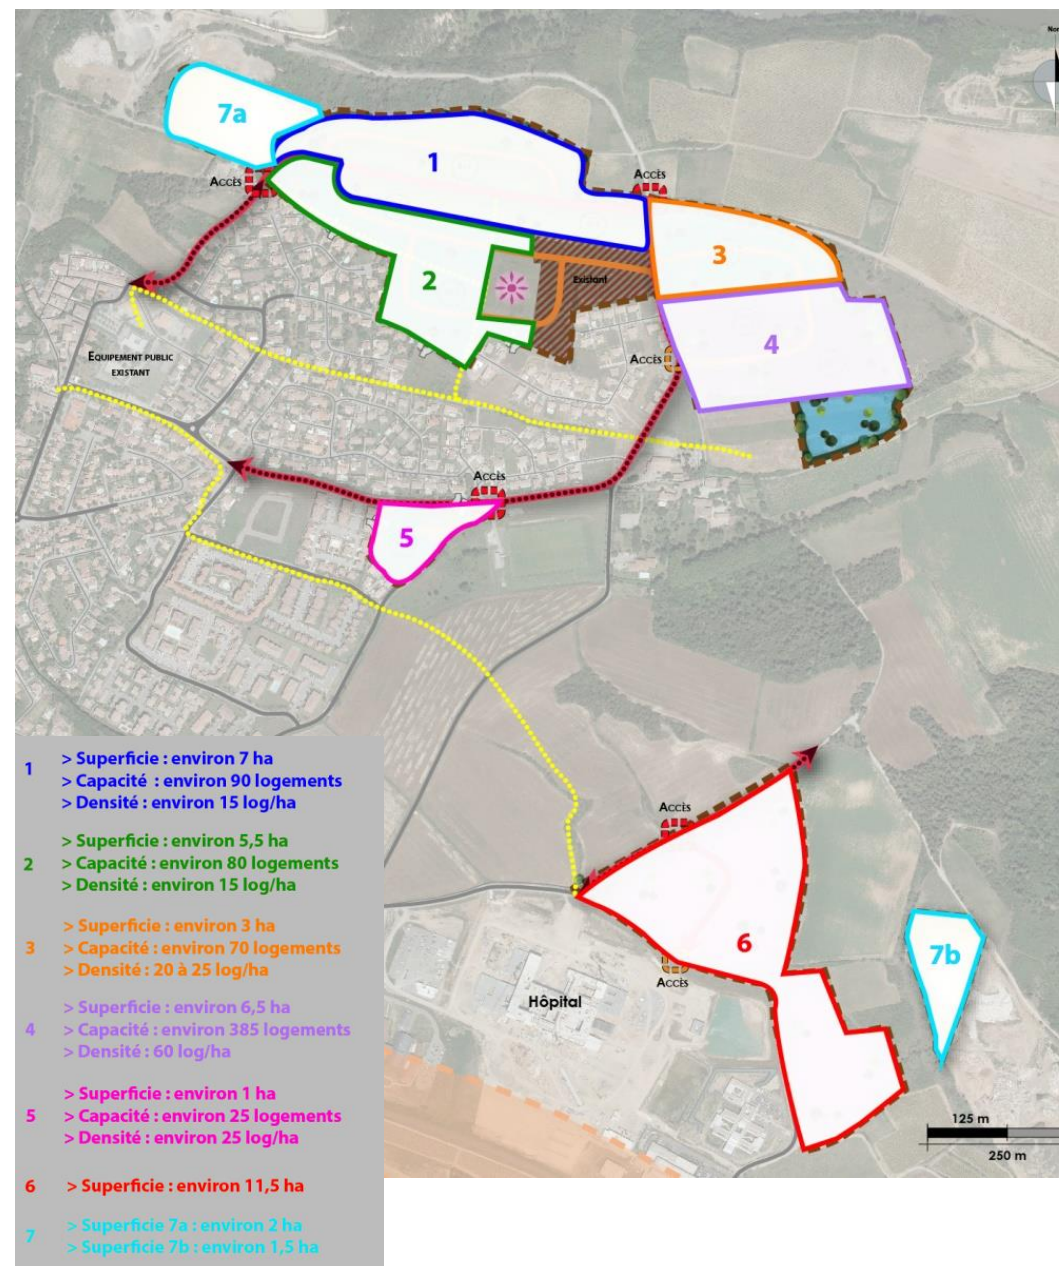 Nor
7a
1
Accès
Accès
3
2
Existant
4
Accès
Equipement public
existant
Accès
5
Accès
6
7b
Accès
Hôpital
125 m
250 m
1
> Superficie : environ 7 ha
> Capacité : environ 90 logements
> Densité : environ 15 log/ha
2
> Superficie : environ 5,5 ha
> Capacité : environ 80 logements
> Densité : environ 15 log/ha
3
> Superficie : environ 3 ha
> Capacité : environ 70 logements
> Densité : 20 à 25 log/ha
4
> Superficie : environ 6,5 ha
> Capacité : environ 385 logements
> Densité : 60 log/ha
5
> Superficie : environ 1 ha
> Capacité : environ 25 logements
> Densité : environ 25 log/ha
6
> Superficie : environ 11,5 ha
7
> Superficie 7a : environ 2 ha
> Superficie 7b : environ 1,5 ha